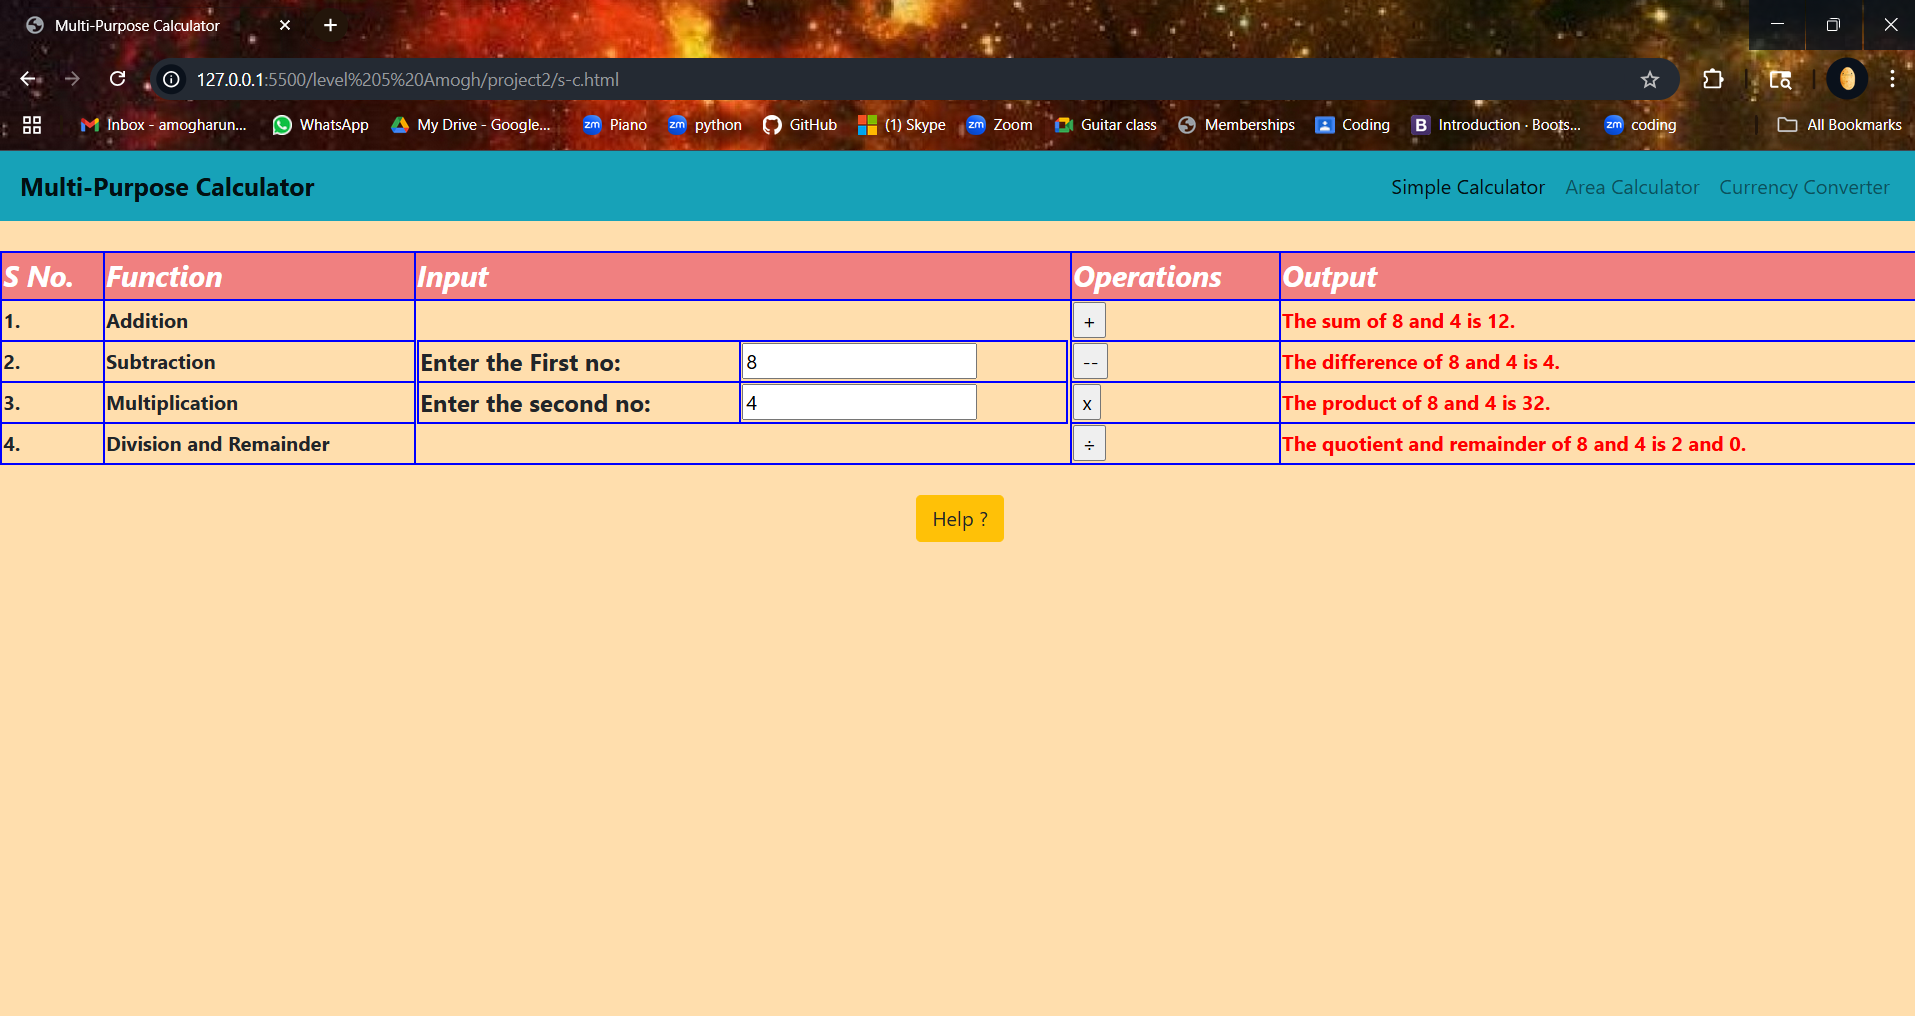 Multi-Purpose Calculator
127.0.0.1:5500/level%205%20Amogh/project2/s-c.html
Inbox - amogharun... WhatsApp My Drive - Google... zm Piano zm python GitHub (1) Skype zm Zoom Guitar class Memberships Coding B Introduction · Boots... zm coding All Bookmarks
Multi-Purpose Calculator Simple Calculator Area Calculator Currency Converter
S No. Function Input Operations Output
1. Addition + The sum of 8 and 4 is 12.
2. Subtraction Enter the First no: 8 -- The difference of 8 and 4 is 4.
3. Multiplication Enter the second no: 4 x The product of 8 and 4 is 32.
4. Division and Remainder ÷ The quotient and remainder of 8 and 4 is 2 and 0.
Help ?